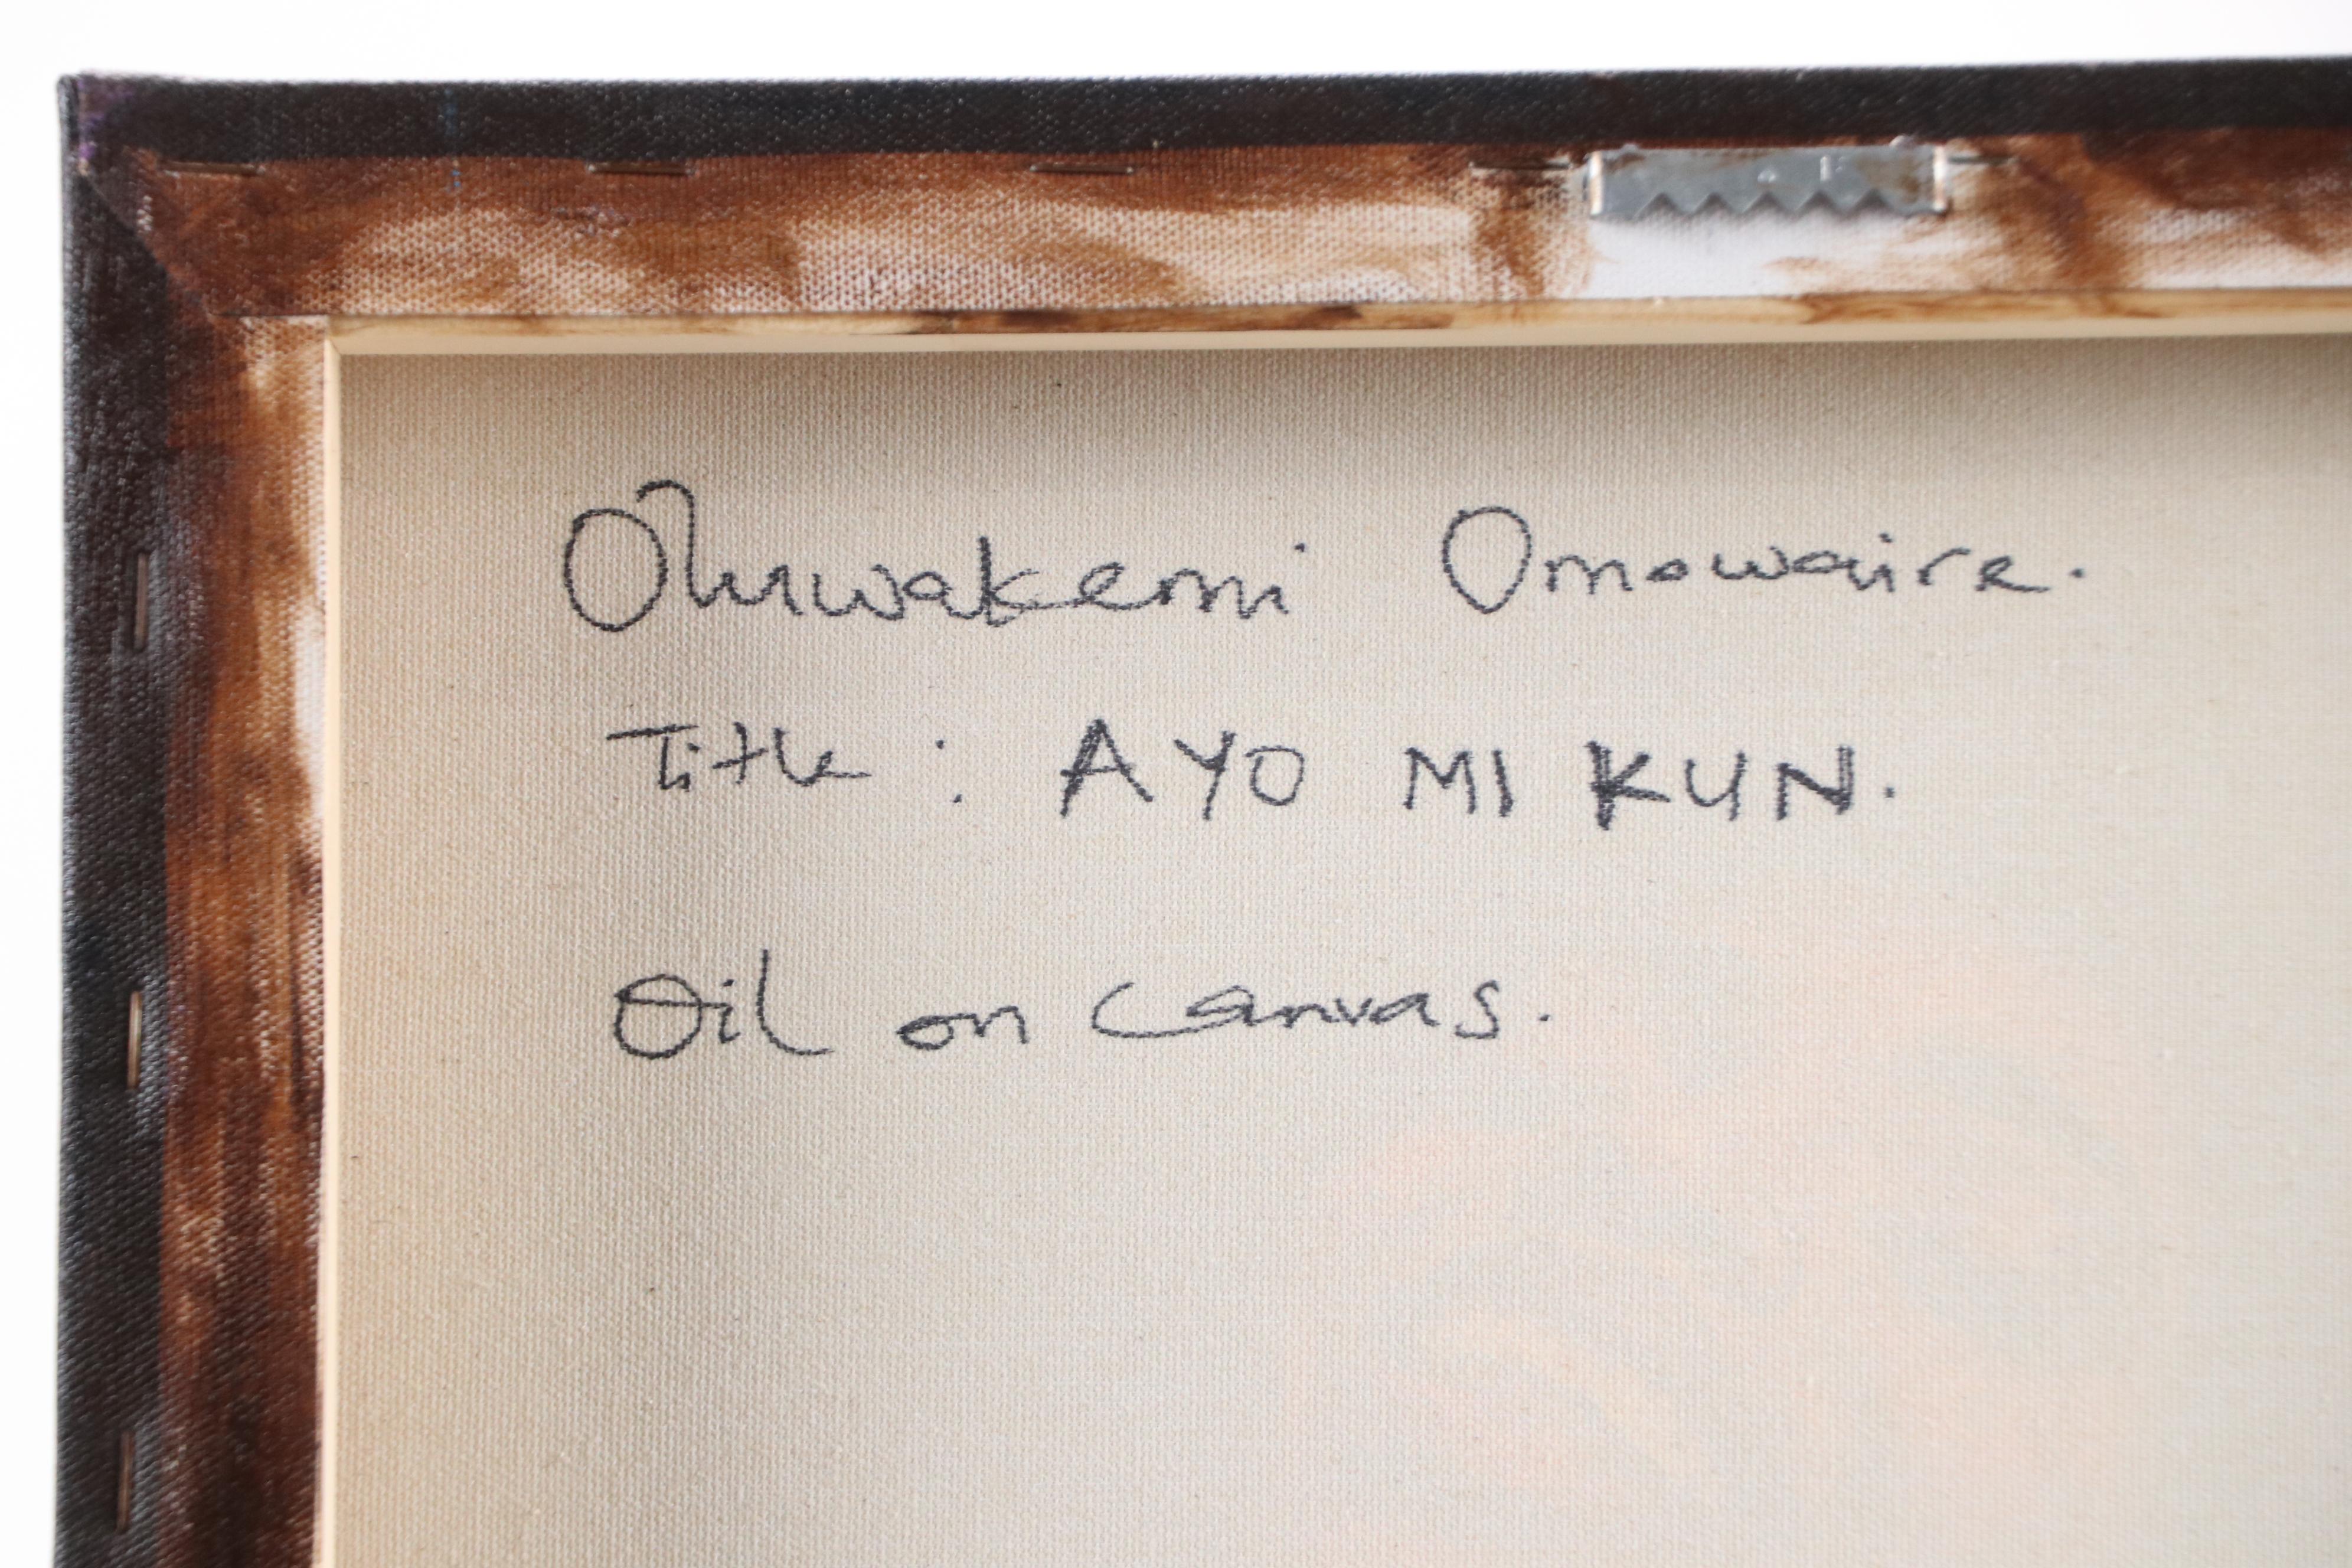 Oluwakemi Omowaire.
Title : AYO MI KUN.
Oil on canvas.